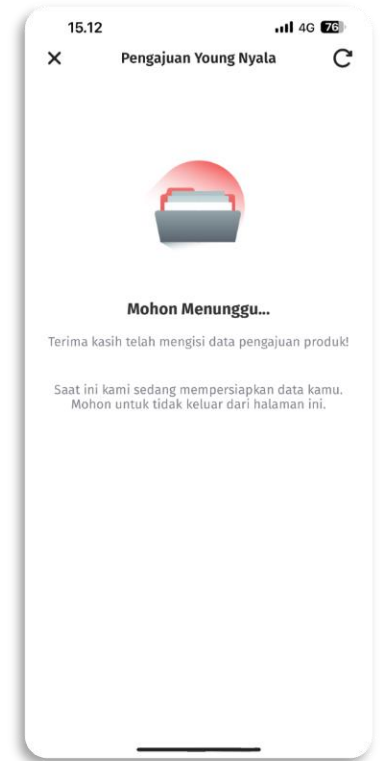 15.12 4G 76
Pengajuan Young Nyala
Mohon Menunggu...
Terima kasih telah mengisi data pengajuan produk!
Saat ini kami sedang mempersiapkan data kamu.
Mohon untuk tidak keluar dari halaman ini.